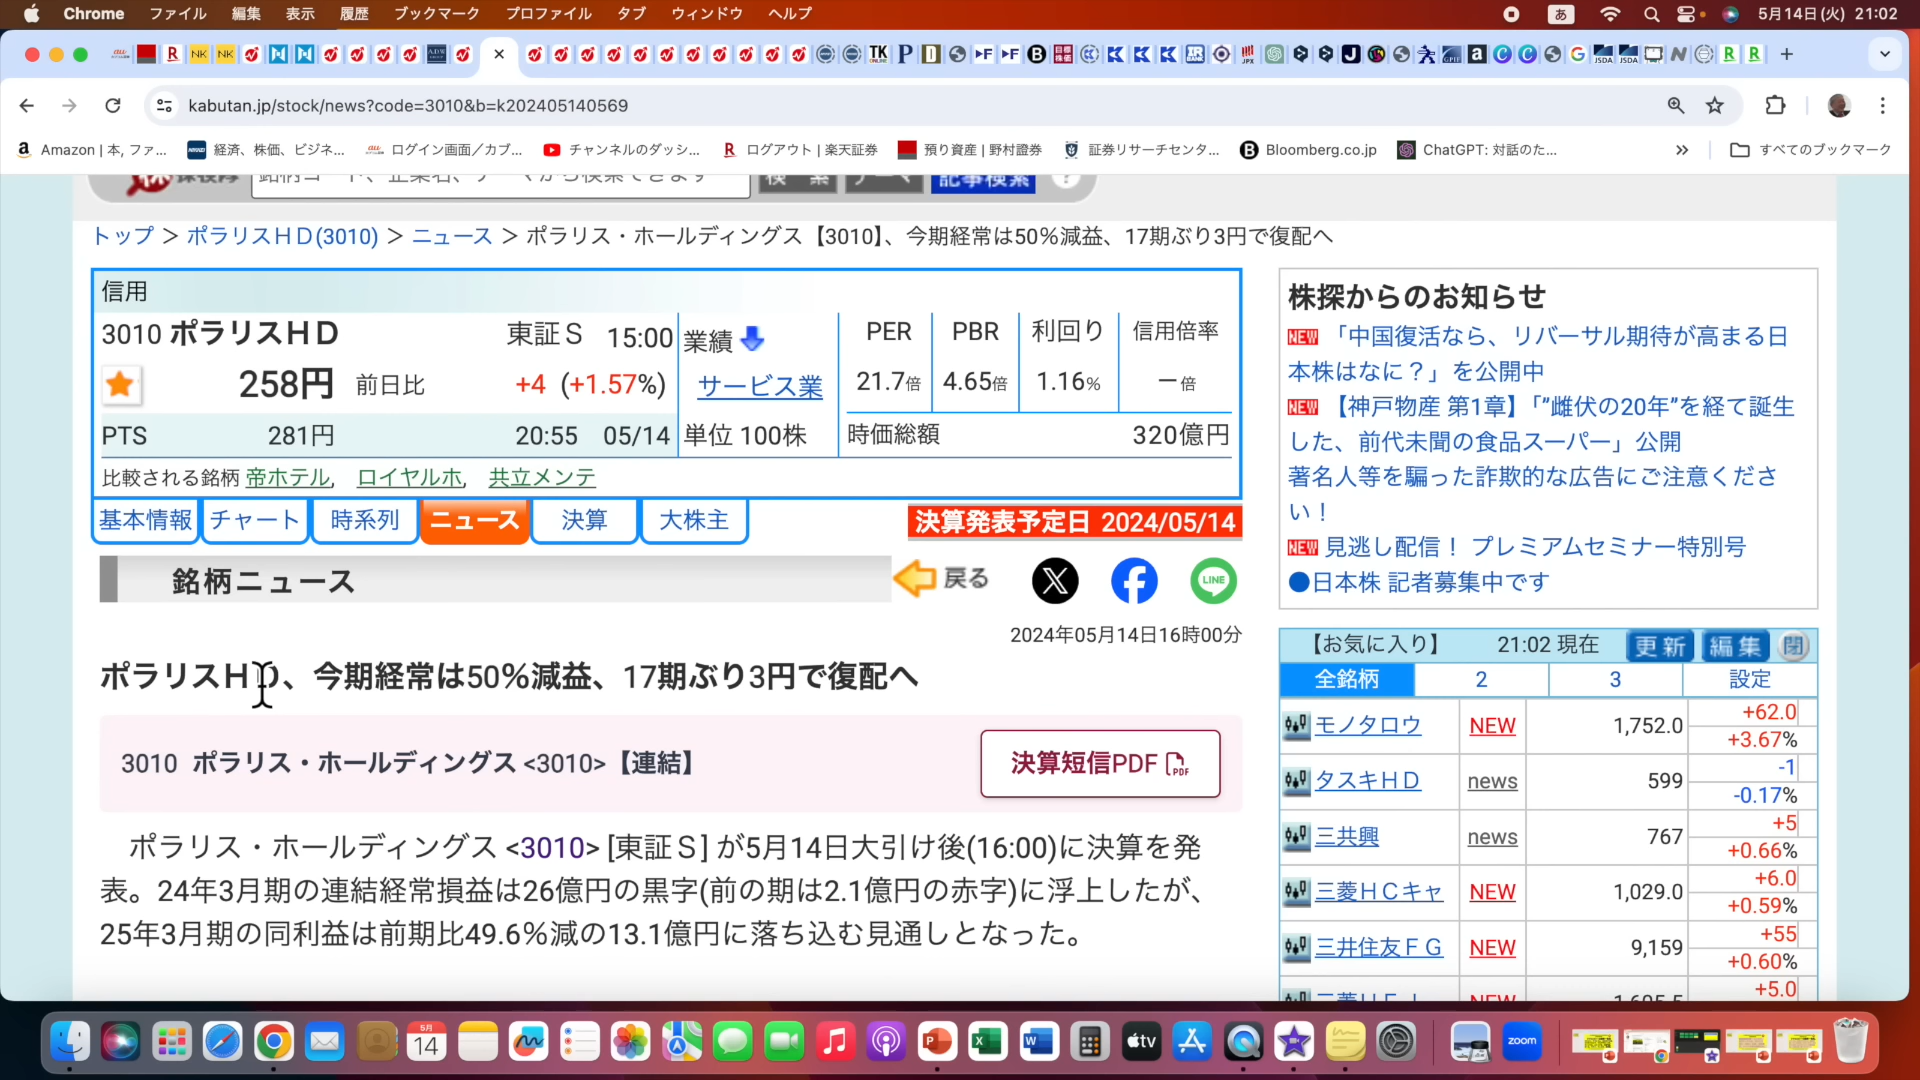 Chrome ファイル 編集 表示 履歴 ブックマーク プロファイル タブ ウィンドウ ヘルプ あ 5月14日(火) 21:02
kabutan.jp/stock/news?code=3010&b=k202405140569
Amazon | 本, ファ... 経済、株価、ビジネ... ログイン画面／カブ... チャンネルのダッシ... ログアウト | 楽天証券 預り資産 | 野村證券 証券リサーチセンタ... Bloomberg.co.jp ChatGPT: 対話のた... » すべてのブックマーク
記事検索 ?
トップ > ポラリスＨＤ(3010) > ニュース > ポラリス・ホールディングス【3010】、今期経常は50％減益、17期ぶり3円で復配へ
信用
3010 ポラリスＨＤ 東証Ｓ 15:00 業績 PER PBR 利回り 信用倍率
258円 前日比 +4 (+1.57%) サービス業 21.7倍 4.65倍 1.16% ー倍
PTS 281円 20:55 05/14 単位 100株 時価総額 320億円
比較される銘柄 帝ホテル, ロイヤルホ, 共立メンテ
基本情報 チャート 時系列 ニュース 決算 大株主 決算発表予定日 2024/05/14
銘柄ニュース 戻る LINE
2024年05月14日16時00分
ポラリスＨＤ、今期経常は50％減益、17期ぶり3円で復配へ
3010 ポラリス・ホールディングス <3010>【連結】 決算短信PDF
ポラリス・ホールディングス <3010> [東証Ｓ] が5月14日大引け後(16:00)に決算を発
表。24年3月期の連結経常損益は26億円の黒字(前の期は2.1億円の赤字)に浮上したが、
25年3月期の同利益は前期比49.6％減の13.1億円に落ち込む見通しとなった。
株探からのお知らせ
NEW 「中国復活なら、リバーサル期待が高まる日
本株はなに？」を公開中
NEW 【神戸物産 第1章】「”雌伏の20年”を経て誕生
した、前代未聞の食品スーパー」公開
著名人等を騙った詐欺的な広告にご注意くださ
い！
NEW 見逃し配信！ プレミアムセミナー特別号
●日本株 記者募集中です
【お気に入り】 21:02 現在 更新 編集 閉
全銘柄 2 3 設定
モノタロウ NEW 1,752.0 +62.0 +3.67%
タスキＨＤ news 599 -1 -0.17%
三共興 news 767 +5 +0.66%
三菱ＨＣキャ NEW 1,029.0 +6.0 +0.59%
三井住友ＦＧ NEW 9,159 +55 +0.60%
+5.0
5月 14 tv zoom